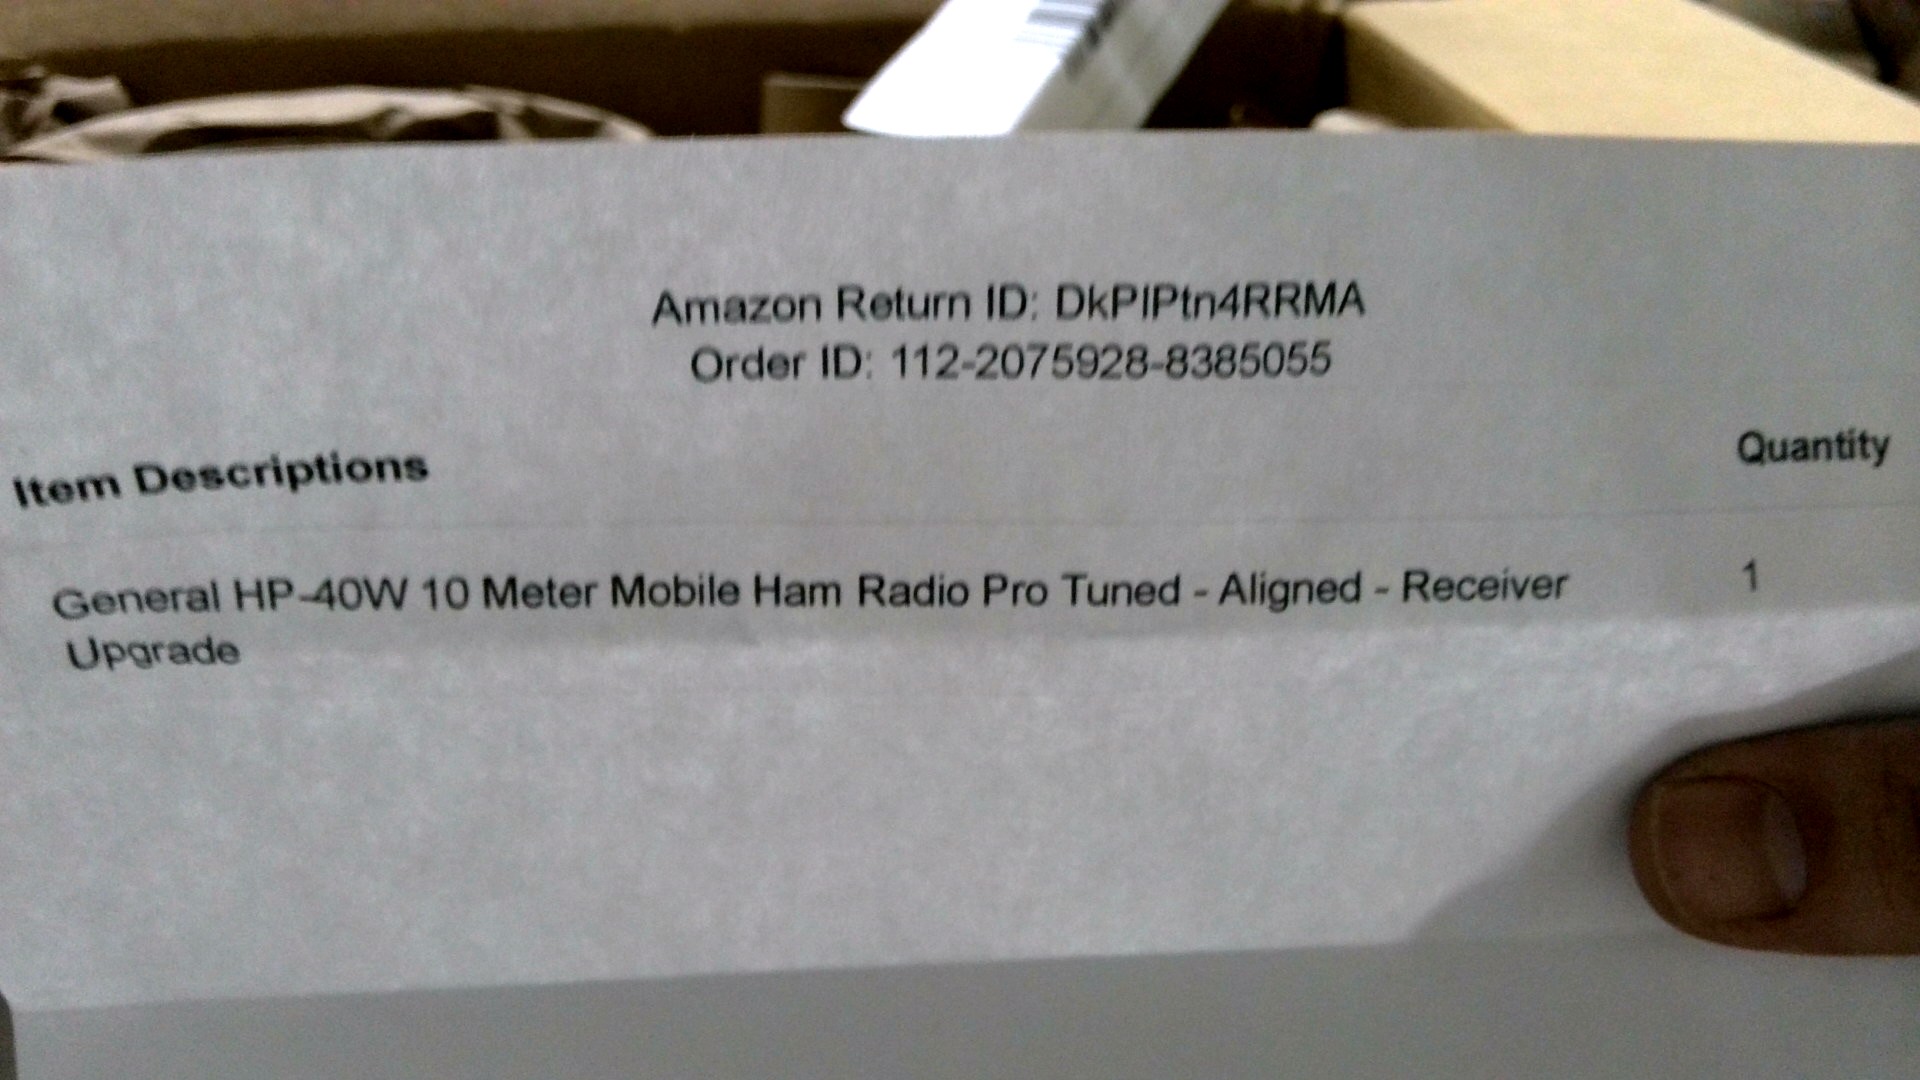 Amazon Return ID: DkPIPtn4RRMA
Order ID: 112-2075928-8385055
Item Descriptions Quantity
General HP-40W 10 Meter Mobile Ham Radio Pro Tuned - Aligned - Receiver 1
Upgrade